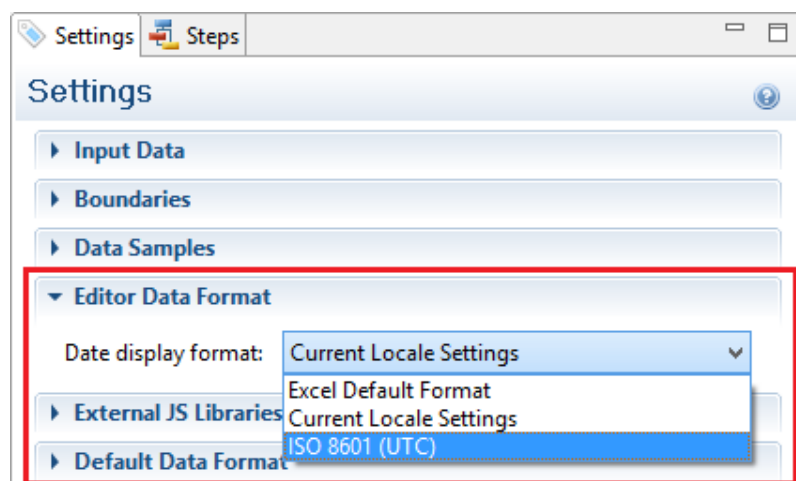 Settings Steps
Settings
Input Data
Boundaries
Data Samples
Editor Data Format
Date display format: Current Locale Settings
Excel Default Format
External JS Libraries Current Locale Settings
Default Data Format ISO 8601 (UTC)